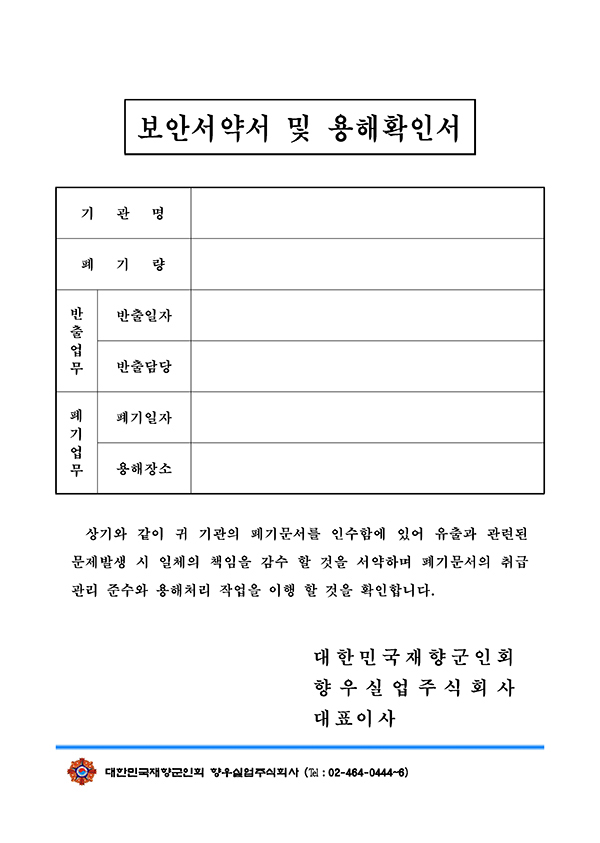 보안서약서 및 용해확인서
기 관 명
폐 기 량
반출업무
반출일자
반출담당
폐기업무
폐기일자
용해장소
상기와 같이 귀 기관의 폐기문서를 인수함에 있어 유출과 관련된
문제발생 시 일체의 책임을 감수 할 것을 서약하며 폐기문서의 취급
관리 준수와 용해처리 작업을 이행 할 것을 확인합니다.
대한민국재향군인회
향우실업주식회사
대표이사
대한민국재향군인회 향우실업주식회사 (℡ : 02-464-0444~6)